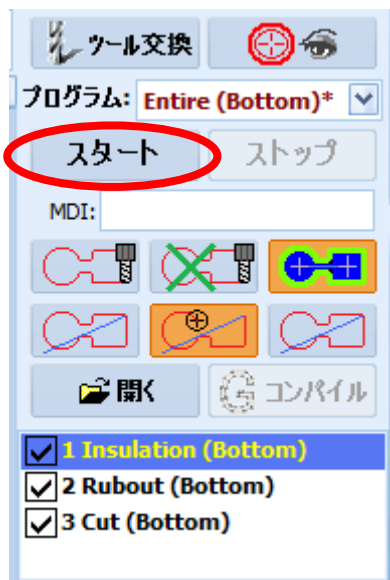 ツール交換
プログラム: Entire (Bottom)*
スタート ストップ
MDI:
開く G コンパイル
1 Insulation (Bottom)
2 Rubout (Bottom)
3 Cut (Bottom)